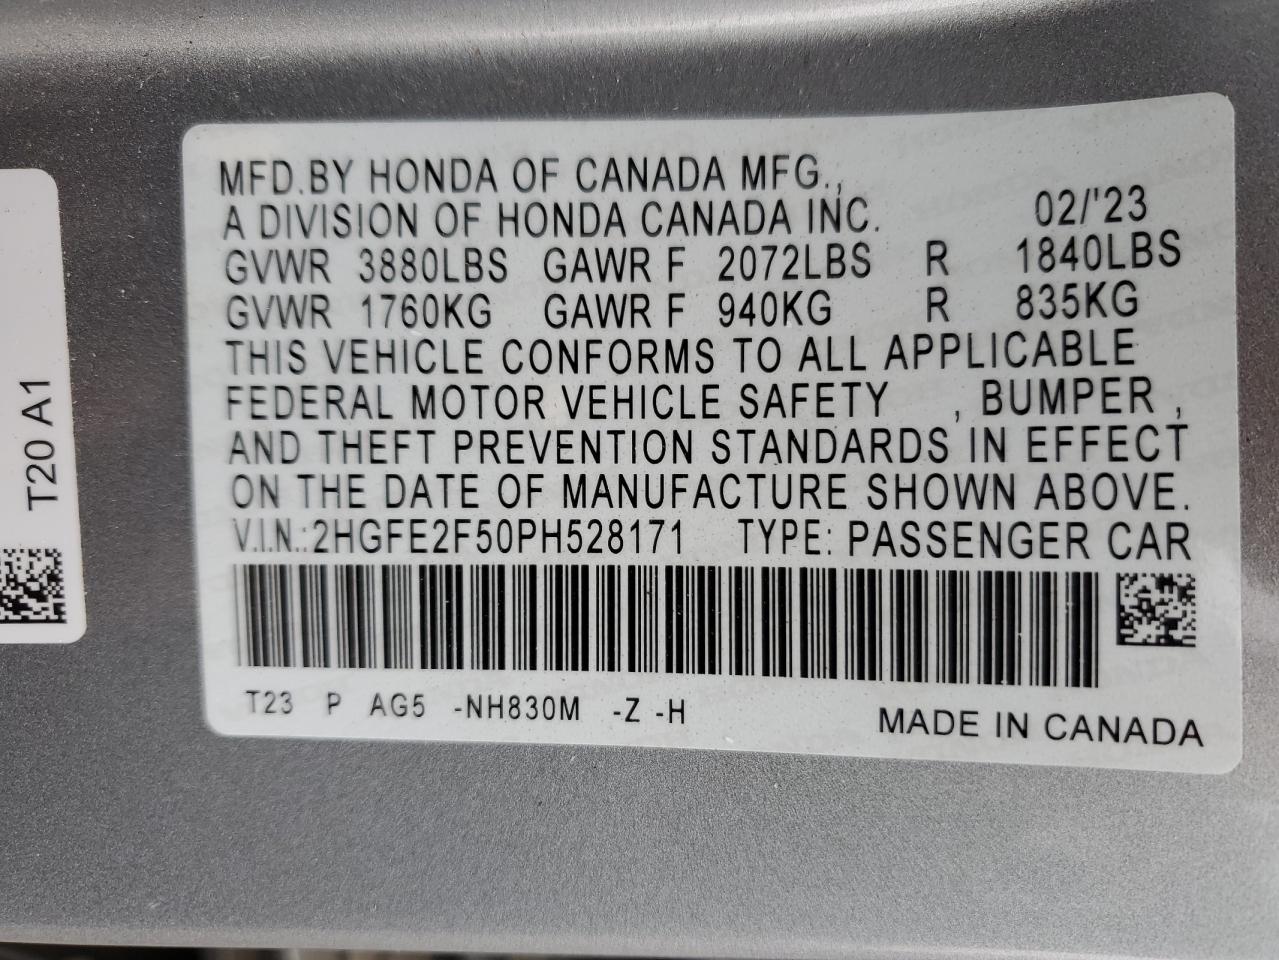 MFD.BY HONDA OF CANADA MFG.,
A DIVISION OF HONDA CANADA INC. 02/'23
GVWR 3880LBS GAWR F 2072LBS R 1840LBS
GVWR 1760KG GAWR F 940KG R 835KG
THIS VEHICLE CONFORMS TO ALL APPLICABLE
FEDERAL MOTOR VEHICLE SAFETY , BUMPER ,
AND THEFT PREVENTION STANDARDS IN EFFECT
ON THE DATE OF MANUFACTURE SHOWN ABOVE.
V.I.N.:2HGFE2F50PH528171 TYPE: PASSENGER CAR
T23 P AG5 -NH830M -Z -H
MADE IN CANADA
T20 A1